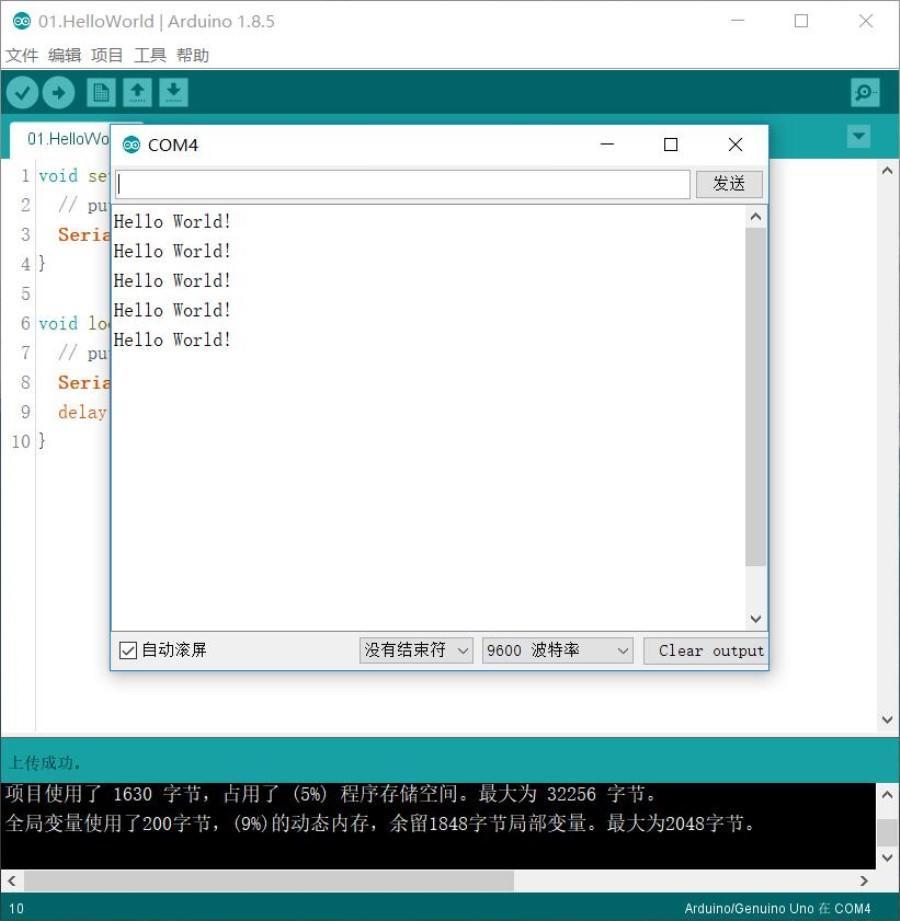 01.HelloWorld | Arduino 1.8.5
文件 编辑 项目 工具 帮助
01.HelloWo
COM4
发送
1 void se
2 // pu
3 Seria
4 }
5
6 void loo
7 // pu
8 Seria
9 delay
10 }
Hello World!
Hello World!
Hello World!
Hello World!
Hello World!
自动滚屏
没有结束符
9600 波特率
Clear output
上传成功。
项目使用了 1630 字节，占用了 (5%) 程序存储空间。最大为 32256 字节。
全局变量使用了200字节，(9%)的动态内存，余留1848字节局部变量。最大为2048字节。
10
Arduino/Genuino Uno 在 COM4